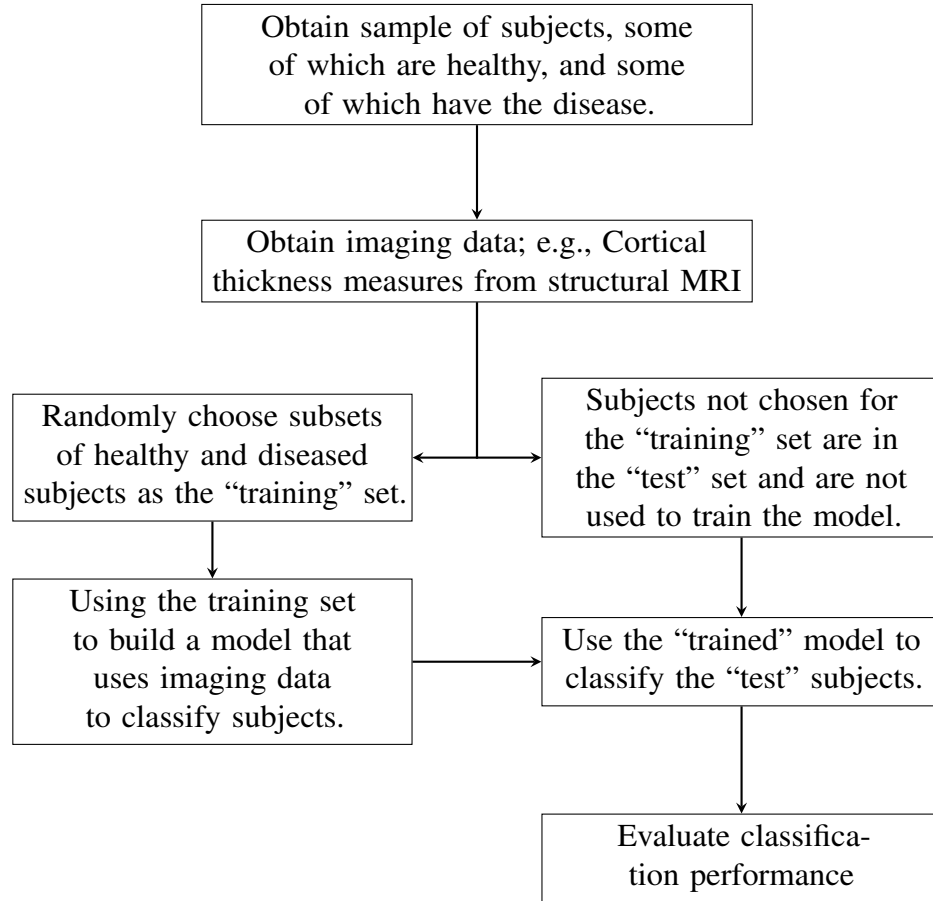 Obtain sample of subjects, some
of which are healthy, and some
of which have the disease.
Obtain imaging data; e.g., Cortical
thickness measures from structural MRI
Randomly choose subsets
of healthy and diseased
subjects as the “training” set.
Subjects not chosen for
the “training” set are in
the “test” set and are not
used to train the model.
Using the training set
to build a model that
uses imaging data
to classify subjects.
Use the “trained” model to
classify the “test” subjects.
Evaluate classifica-
tion performance